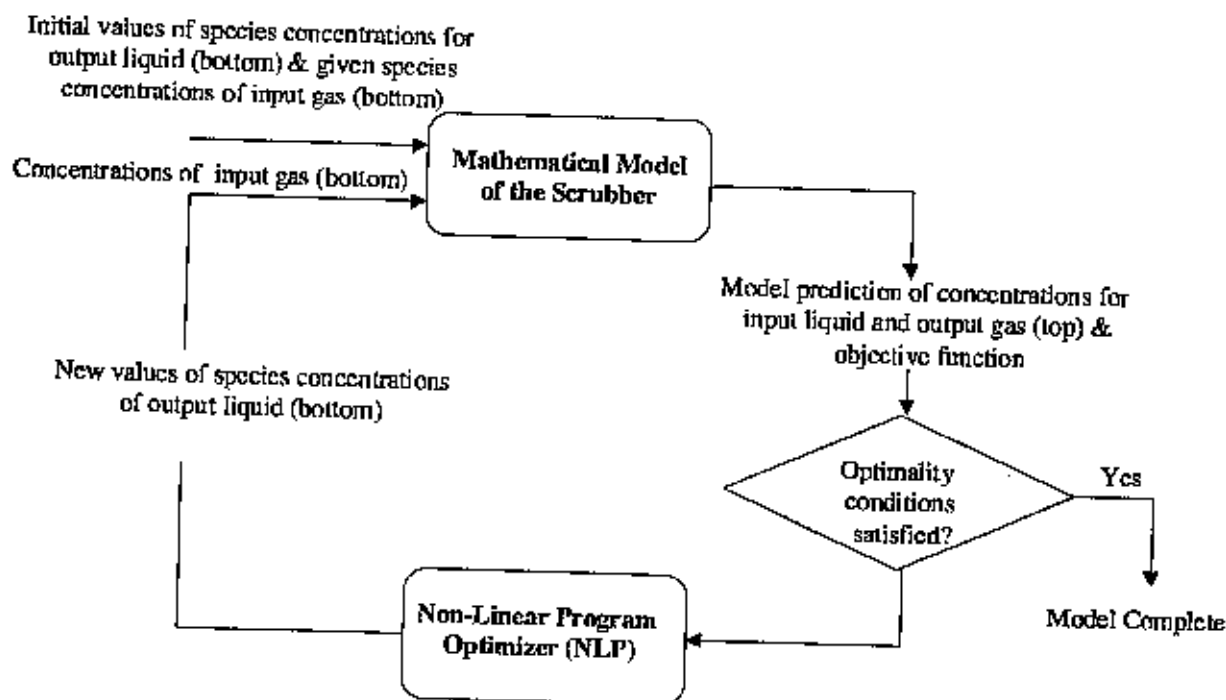 Initial values of species concentrations for
output liquid (bottom) & given species
concentrations of input gas (bottom)
Concentrations of input gas (bottom)
Mathematical Model
of the Scrubber
Model prediction of concentrations for
input liquid and output gas (top) &
objective function
New values of species concentrations
of output liquid (bottom)
Optimality
conditions
satisfied?
Yes
Model Complete
Non-Linear Program
Optimizer (NLP)